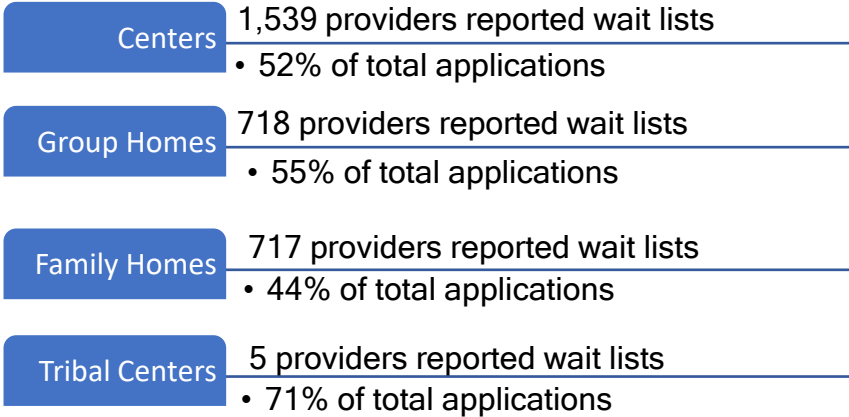 Centers
1,539 providers reported wait lists
• 52% of total applications
Group Homes
718 providers reported wait lists
• 55% of total applications
Family Homes
717 providers reported wait lists
• 44% of total applications
Tribal Centers
5 providers reported wait lists
• 71% of total applications